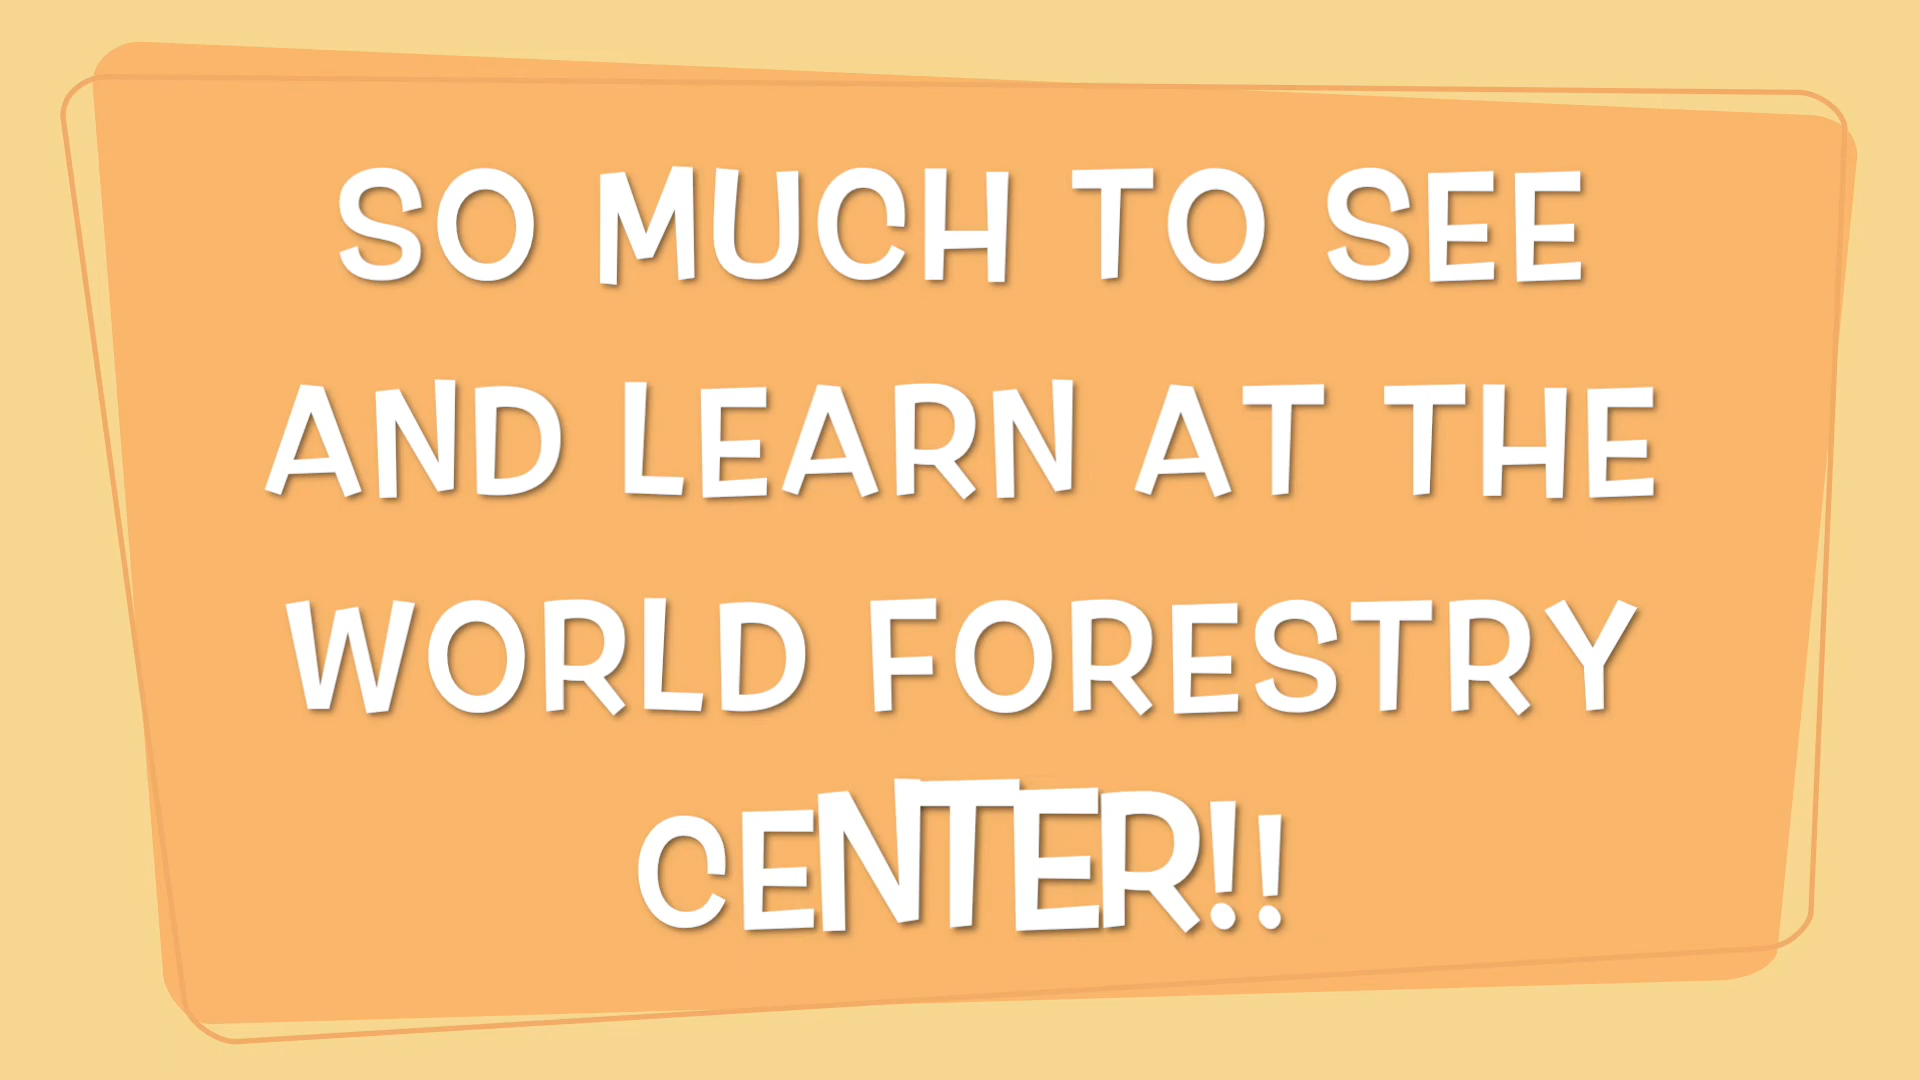 SO MUCH TO SEE
AND LEARN AT THE
WORLD FORESTRY
CENTER!!